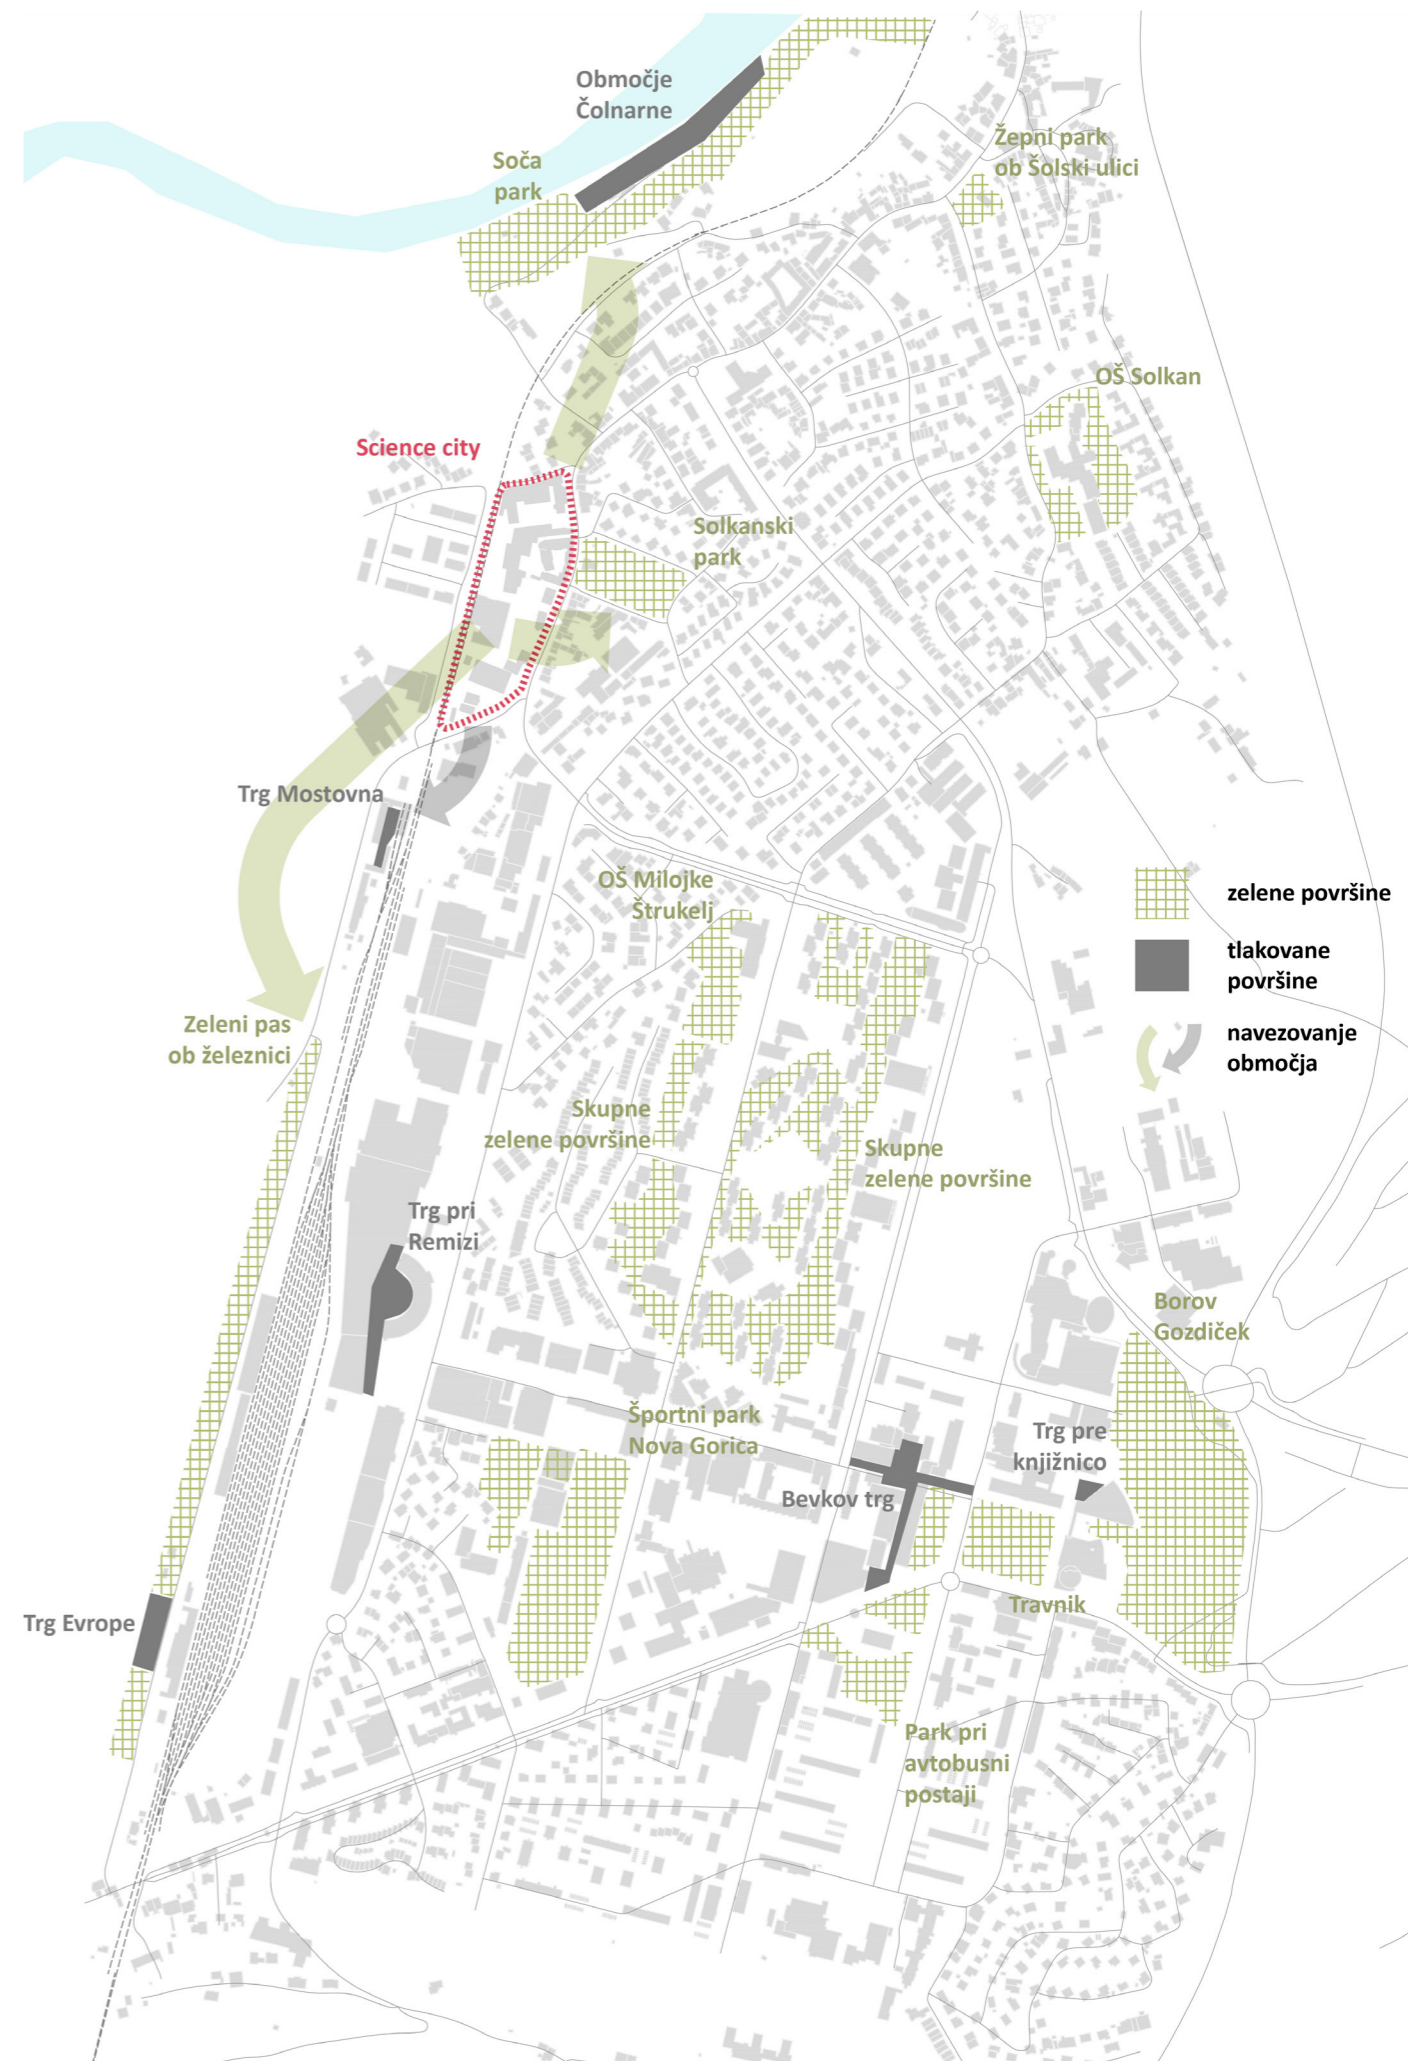 Območje
Čolnarne
Soča
park
Žepni park
ob Šolski ulici
OŠ Solkan
Science city
Solkanski
park
Trg Mostovna
OŠ Milojke
Štrukelj
zelene površine
tlakovane
površine
navezovanje
območja
Zeleni pas
ob železnici
Skupne
zelene površine
Skupne
zelene površine
Trg pri
Remizi
Borov
Gozdiček
Športni park
Nova Gorica
Trg pre
knjižnico
Bevkov trg
Travnik
Trg Evrope
Park pri
avtobusni
postaji